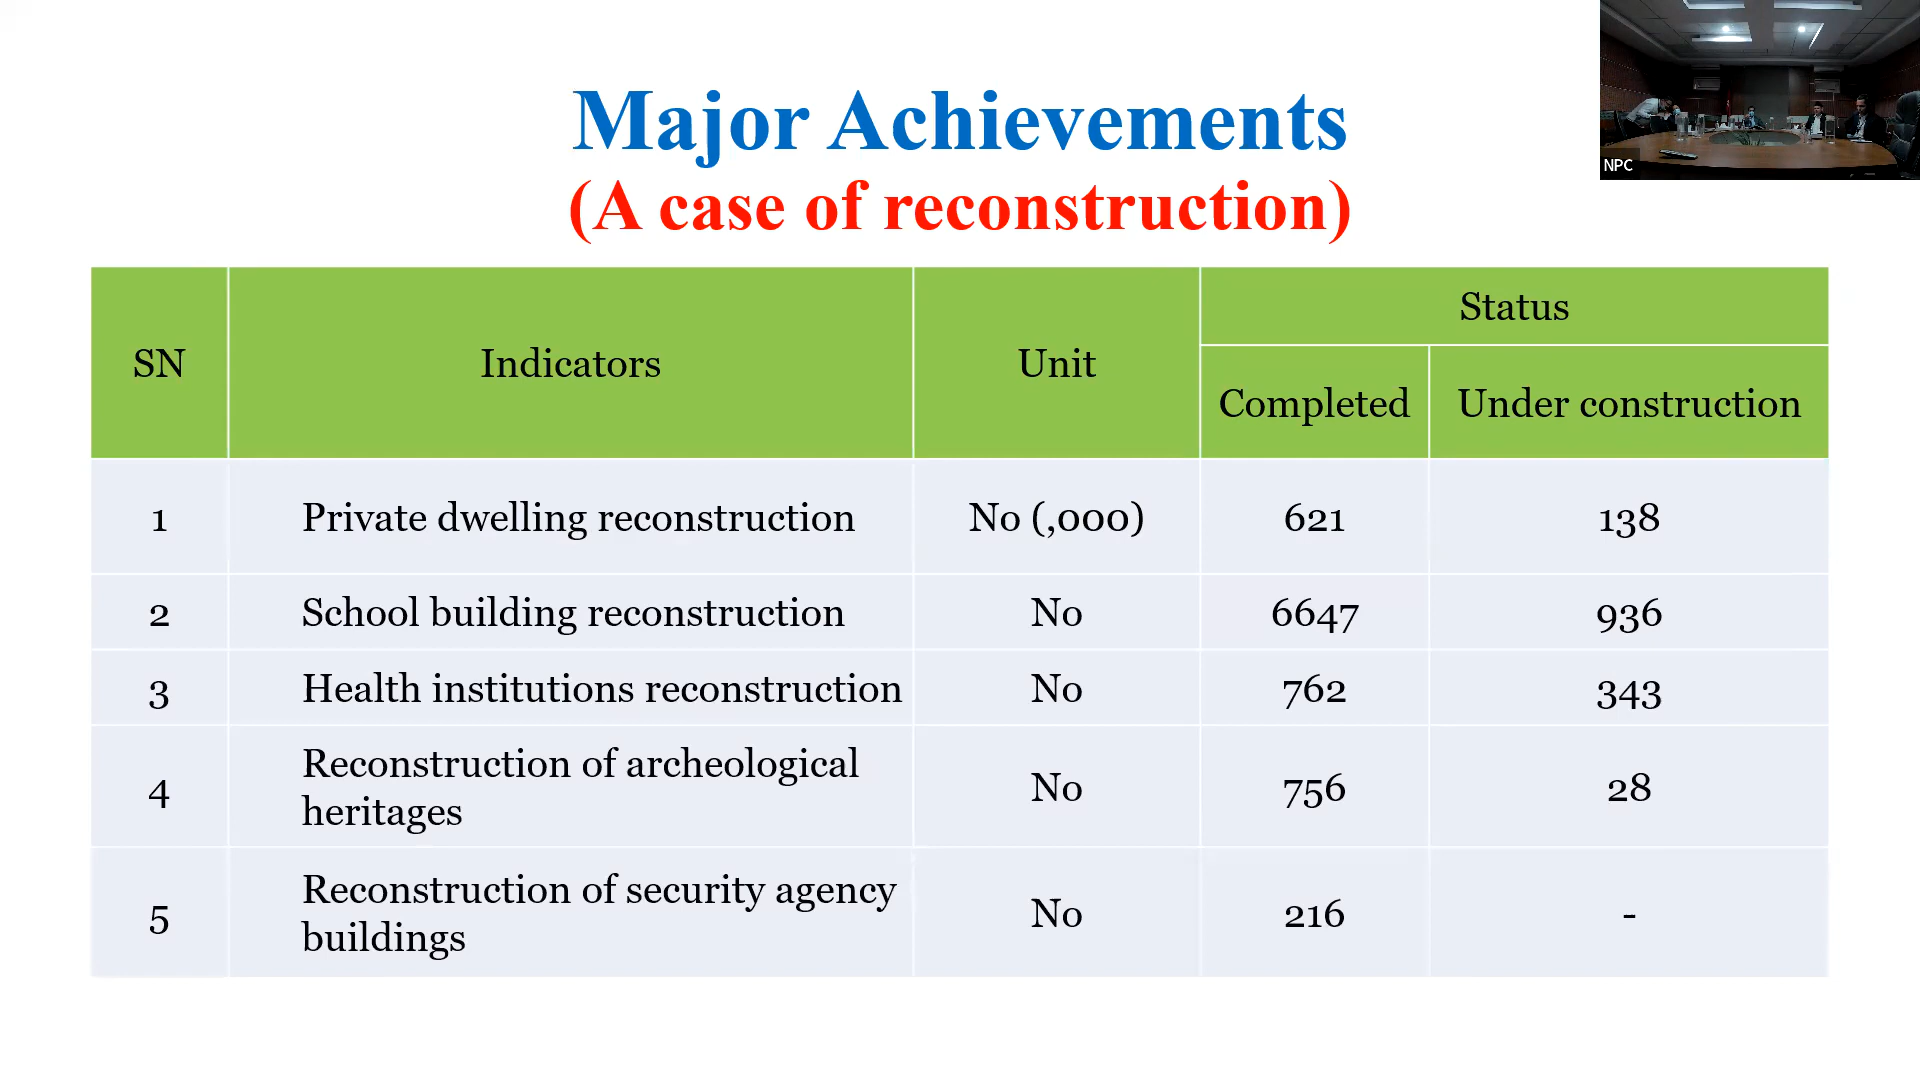 NPC
Major Achievements
(A case of reconstruction)
SN Indicators Unit Status
Completed Under construction
1 Private dwelling reconstruction No (,000) 621 138
2 School building reconstruction No 6647 936
3 Health institutions reconstruction No 762 343
4 Reconstruction of archeological
heritages No 756 28
5 Reconstruction of security agency
buildings No 216 -